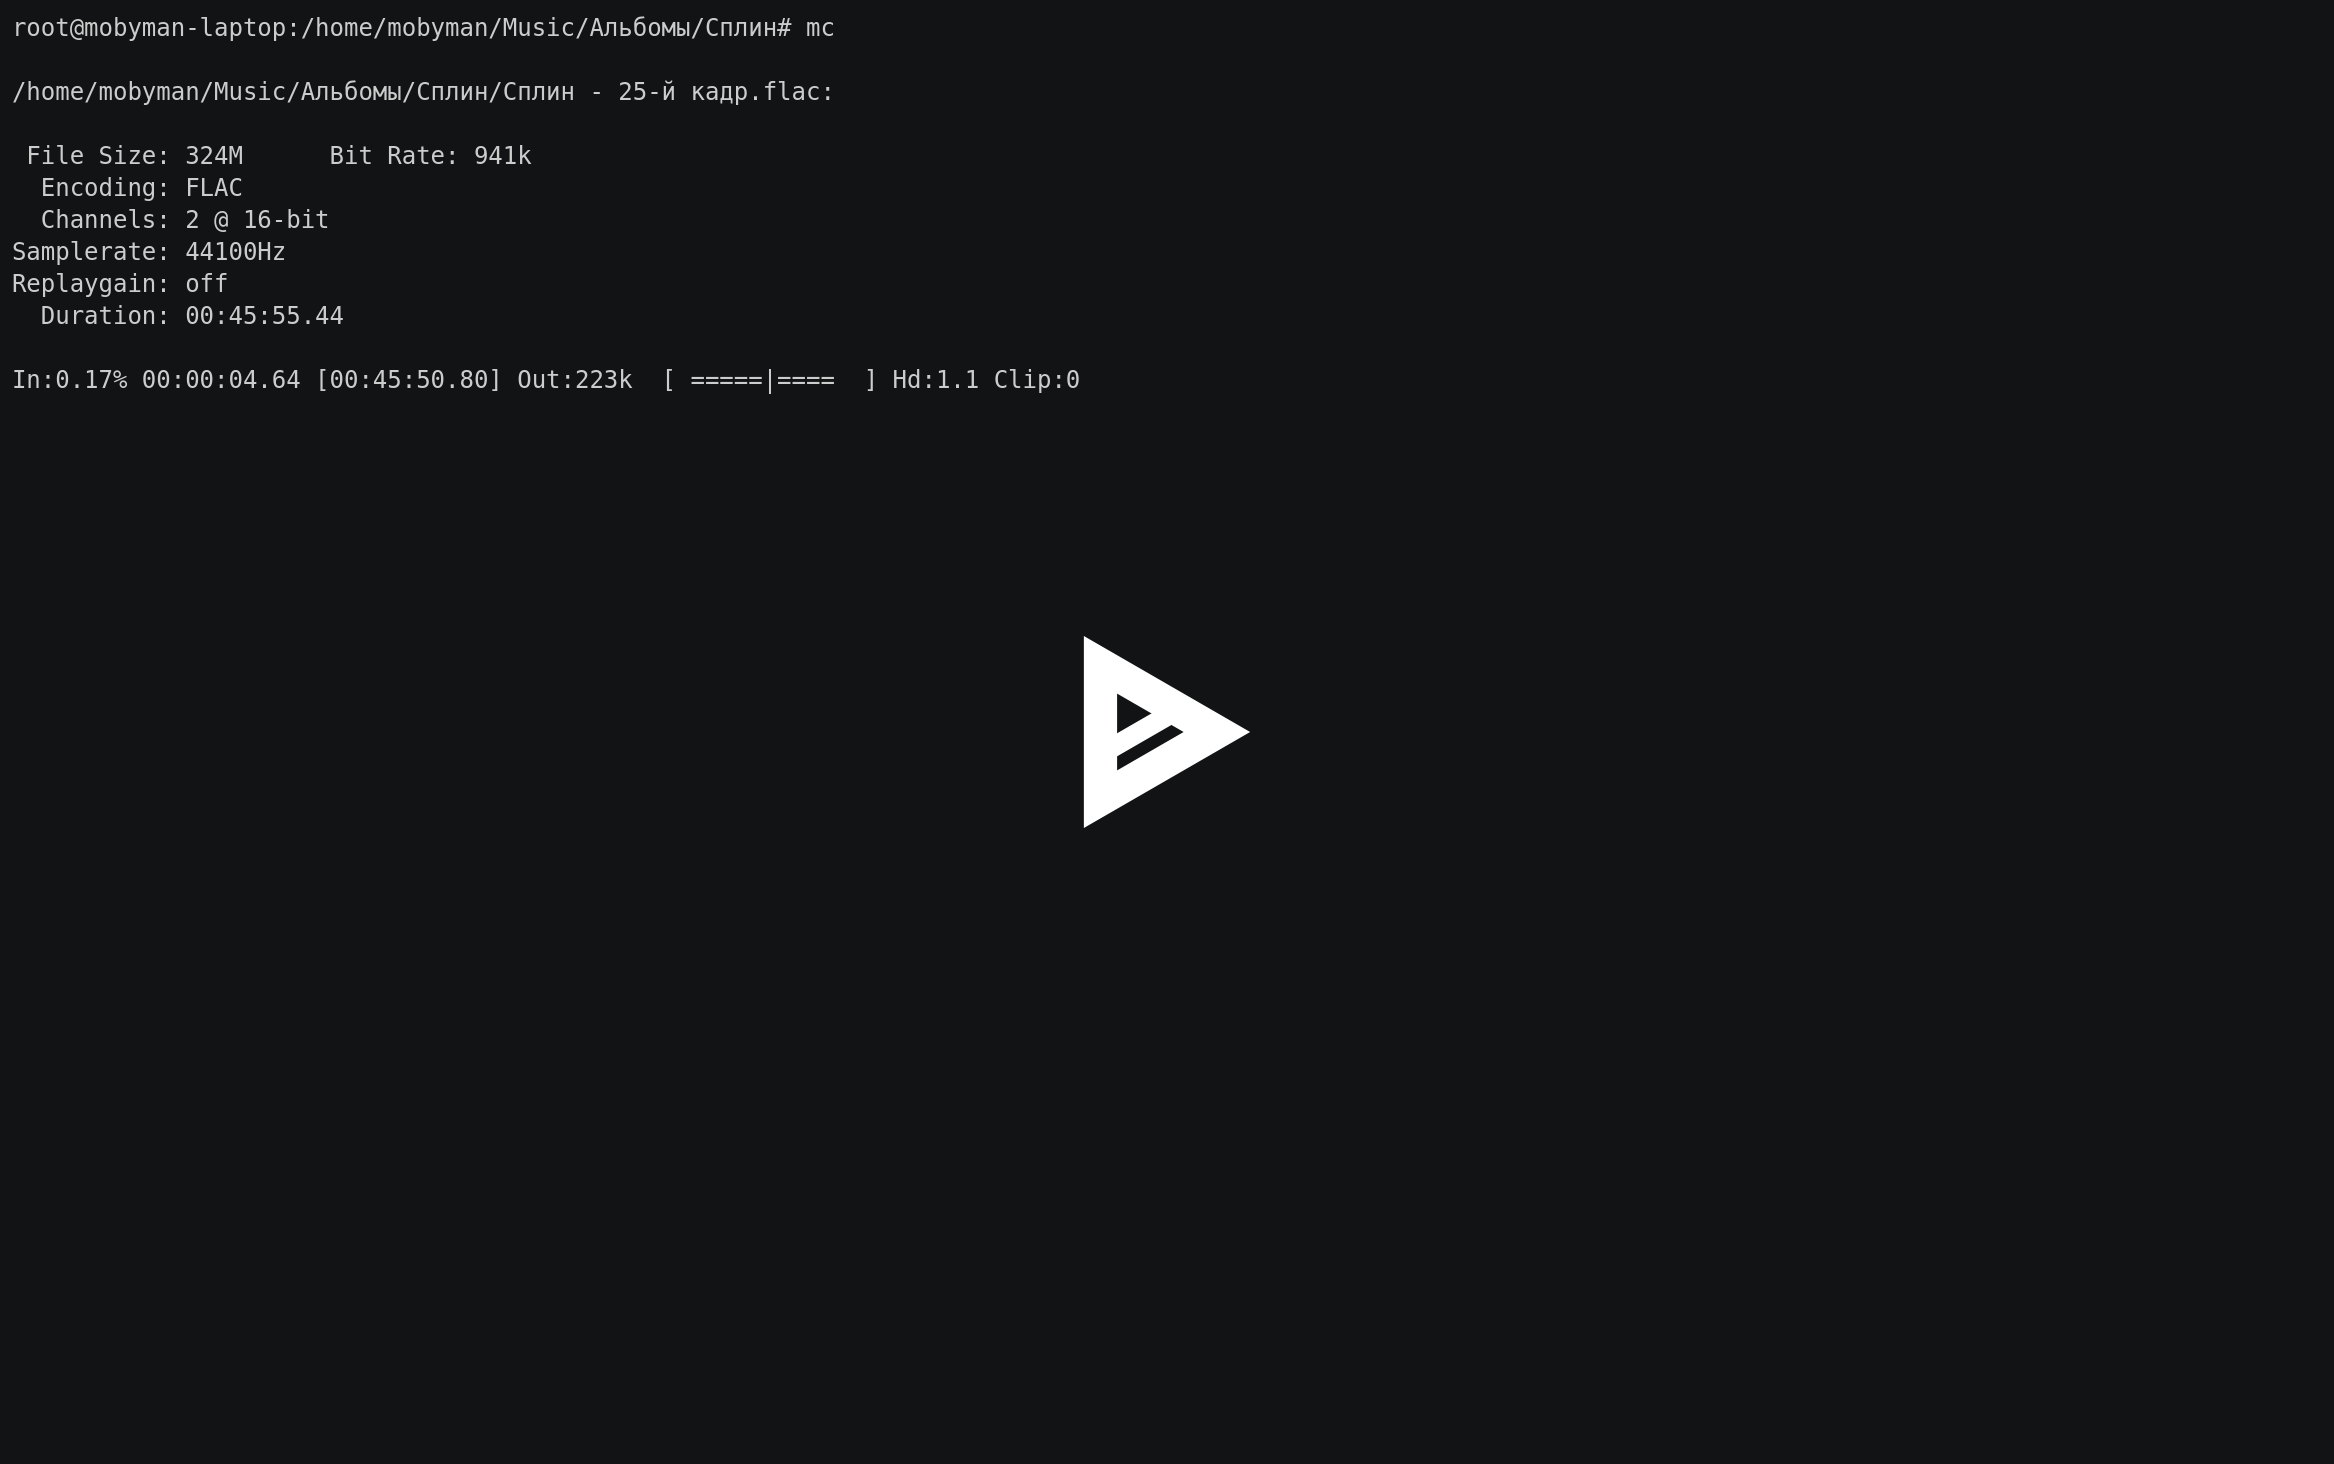 root@mobyman-laptop:/home/mobyman/Music/Альбомы/Сплин# mc
/home/mobyman/Music/Альбомы/Сплин/Сплин - 25-й кадр.flac:
File Size: 324M      Bit Rate: 941k
Encoding: FLAC
Channels: 2 @ 16-bit
Samplerate: 44100Hz
Replaygain: off
Duration: 00:45:55.44
In:0.17% 00:00:04.64 [00:45:50.80] Out:223k  [ =====|====  ] Hd:1.1 Clip:0